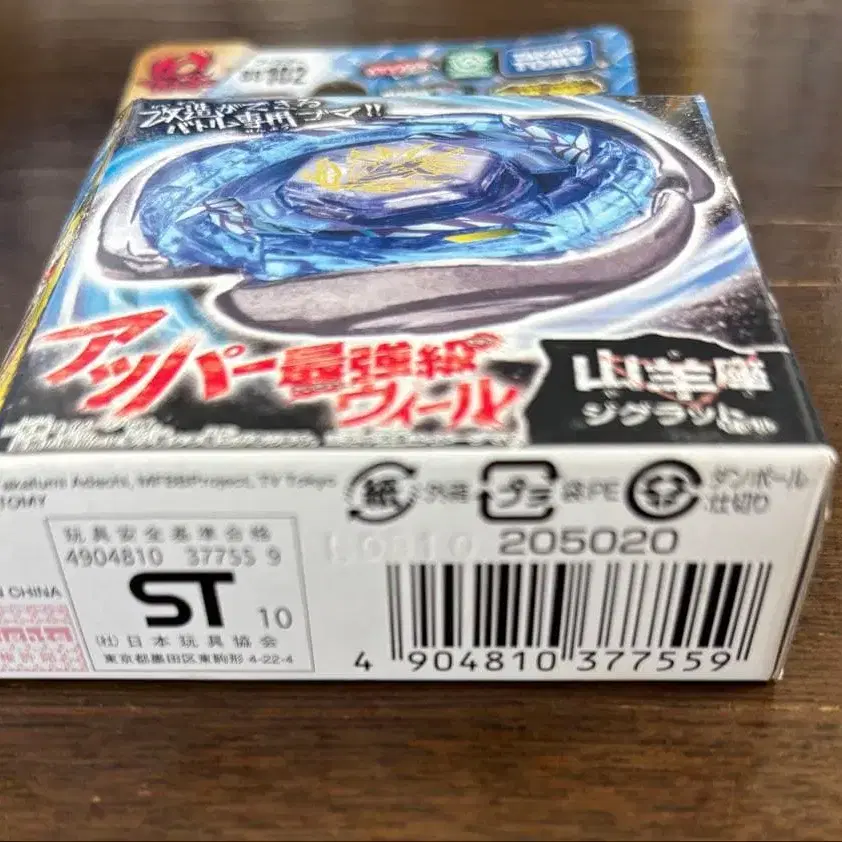 TOMY
改造ができる
バトル専用ゴマ!!
アッパー最強級
ウィール
山羊座
ジグラット
Takafumi Adachi, MFBBProject, TV Tokyo
TOMY
紙 :外箱
プラ :袋PE
ダンボール
:仕切り
玩具安全基準合格
4904810 37755 9
ST 10
(社)日本玩具協会
東京都墨田区東駒形 4-22-4
CHINA
205020
4 904810 377559